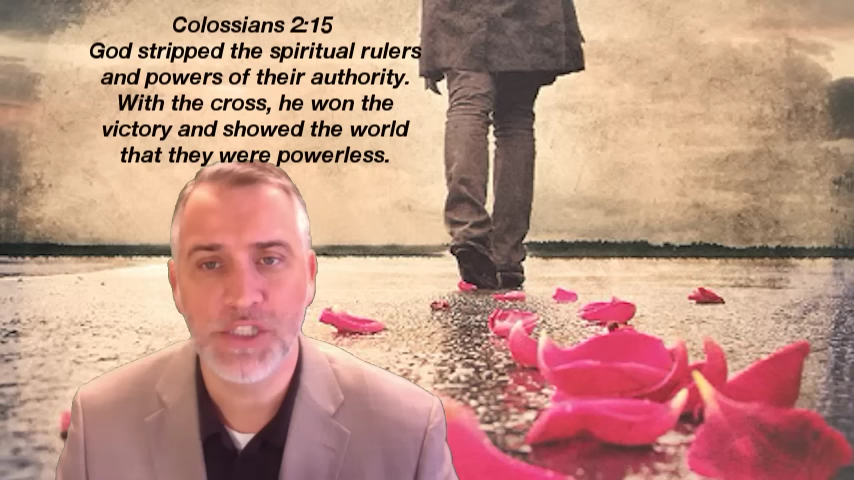 Colossians 2:15
God stripped the spiritual rulers
and powers of their authority.
With the cross, he won the
victory and showed the world
that they were powerless.